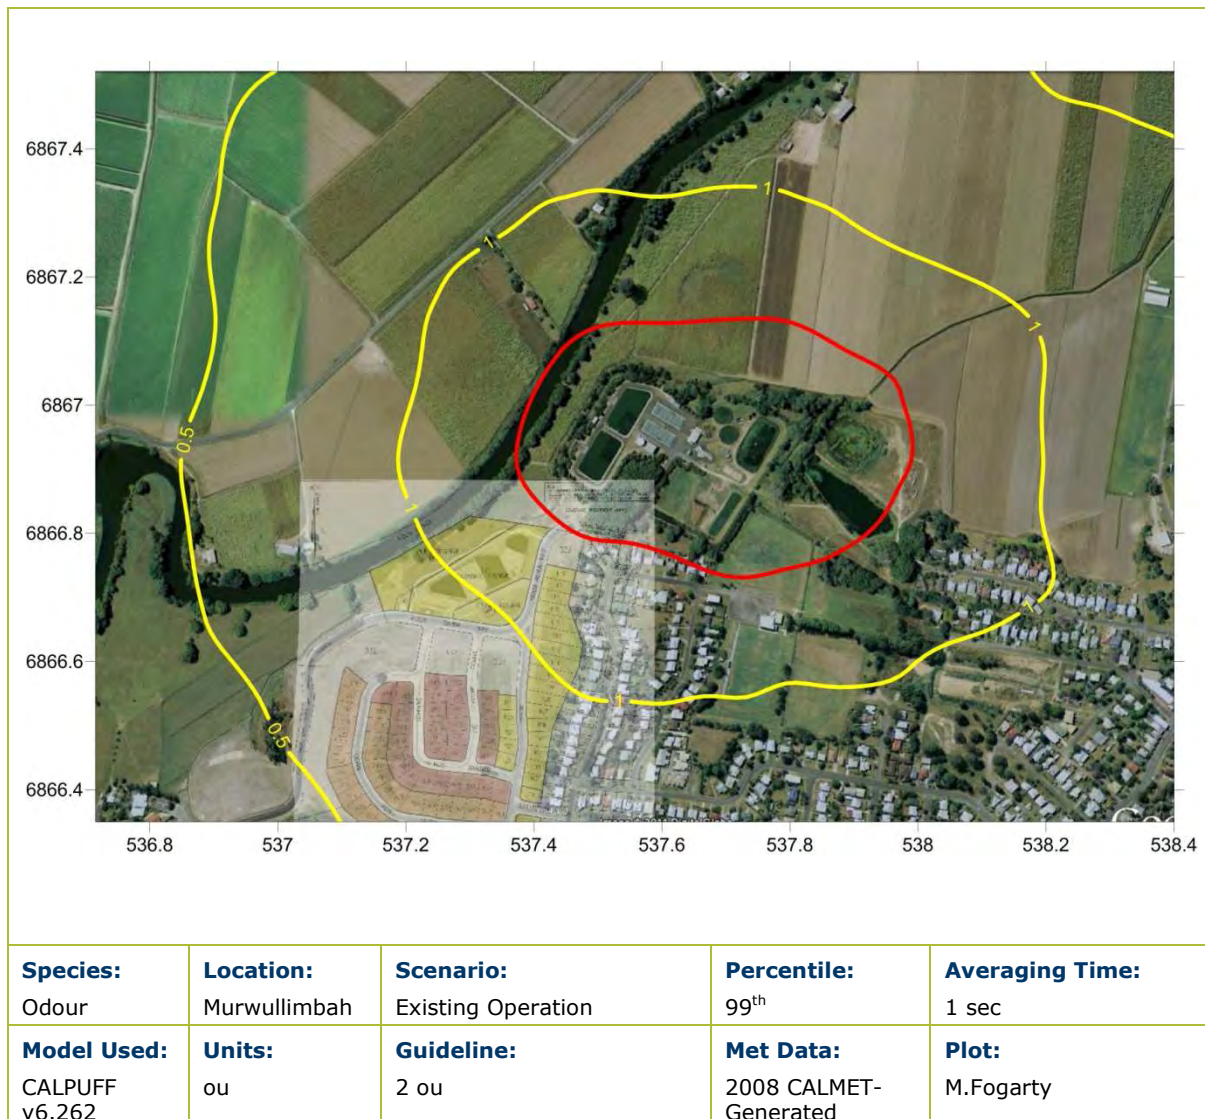 6867.4
1
1
6867.2
1
6867
0.5
1
6866.8
1
6866.6
1
0.5
6866.4
536.8 537 537.2 537.4 537.6 537.8 538 538.2 538.4
Species: Location: Scenario: Percentile: Averaging Time:
Odour Murwullimbah Existing Operation 99th 1 sec
Model Used: Units: Guideline: Met Data: Plot:
CALPUFF ou 2 ou 2008 CALMET- M.Fogarty
v6.262 Generated